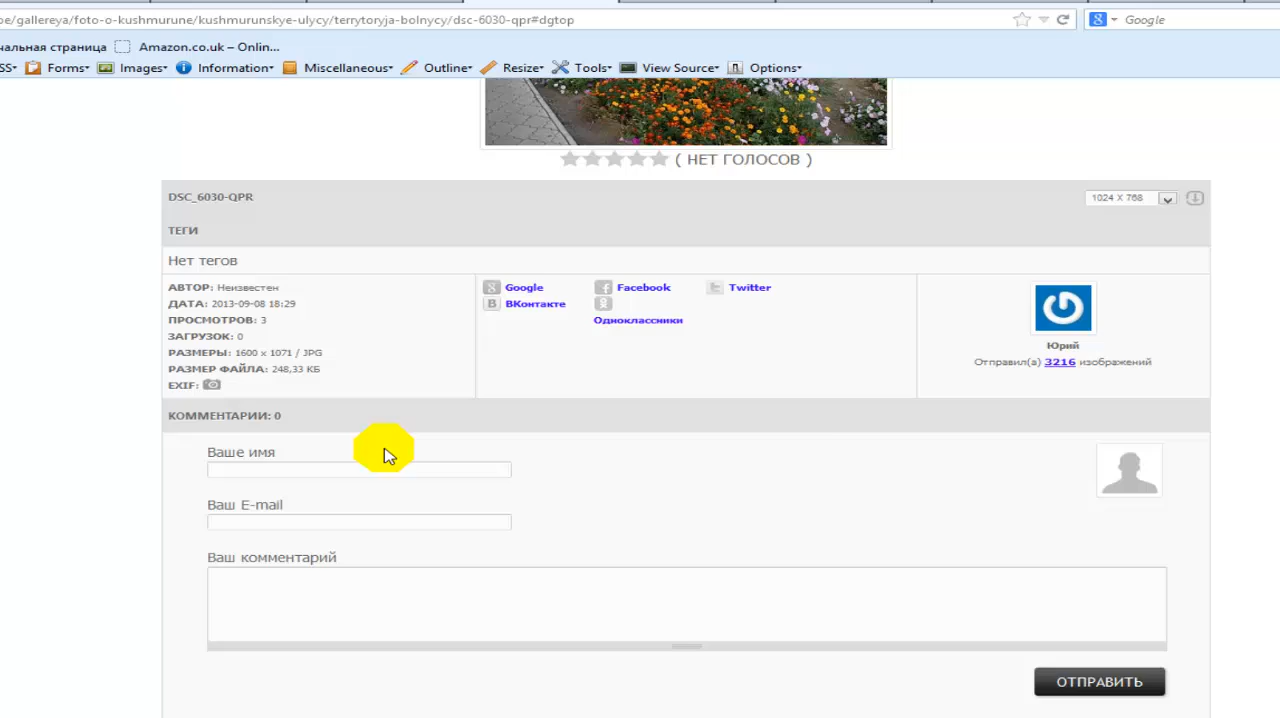 oe/gallereya/foto-o-kushmurune/kushmurunskye-ulycy/terrytoryja-bolnycy/dsc-6030-qpr#dgtop
Google
чальная страница Amazon.co.uk – Onlin...
SS Forms Images Information Miscellaneous Outline Resize Tools View Source Options
( НЕТ ГОЛОСОВ )
DSC_6030-QPR
1024 X 768
ТЕГИ
Нет тегов
АВТОР: Неизвестен
ДАТА: 2013-09-08 18:29
ПРОСМОТРОВ: 3
ЗАГРУЗОК: 0
РАЗМЕРЫ: 1600 x 1071 / JPG
РАЗМЕР ФАЙЛА: 248,33 КБ
EXIF:
Google Facebook Twitter
ВКонтакте
Одноклассники
Юрий
Отправил(а) 3216 изображений
КОММЕНТАРИИ: 0
Ваше имя
Ваш E-mail
Ваш комментарий
ОТПРАВИТЬ